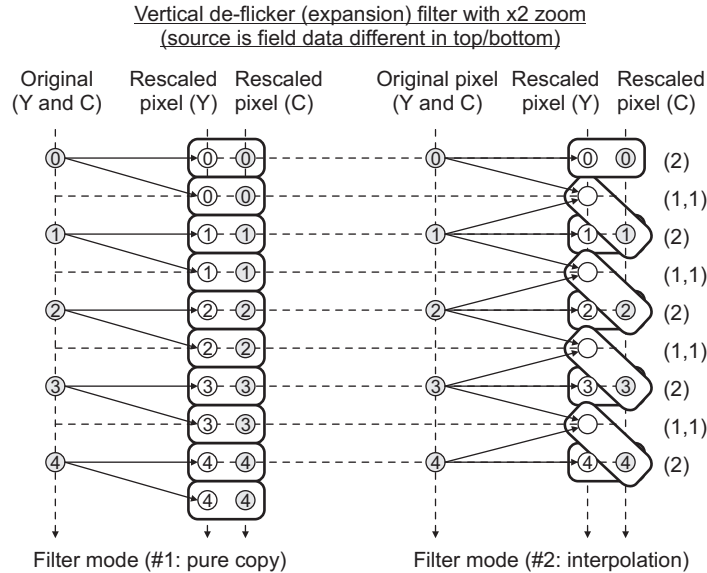 Vertical de-flicker (expansion) filter with x2 zoom
(source is field data different in top/bottom)
Original
(Y and C)
Rescaled
pixel (Y)
Rescaled
pixel (C)
Original pixel
(Y and C)
Rescaled
pixel (Y)
Rescaled
pixel (C)
0 0 0 0 0 0 (2)
0 0 (1,1)
1 1 1 1 1 1 (2)
1 1 (1,1)
2 2 2 2 2 2 (2)
2 2 (1,1)
3 3 3 3 3 3 (2)
3 3 (1,1)
4 4 4 4 4 4 (2)
4 4
Filter mode (#1: pure copy)
Filter mode (#2: interpolation)